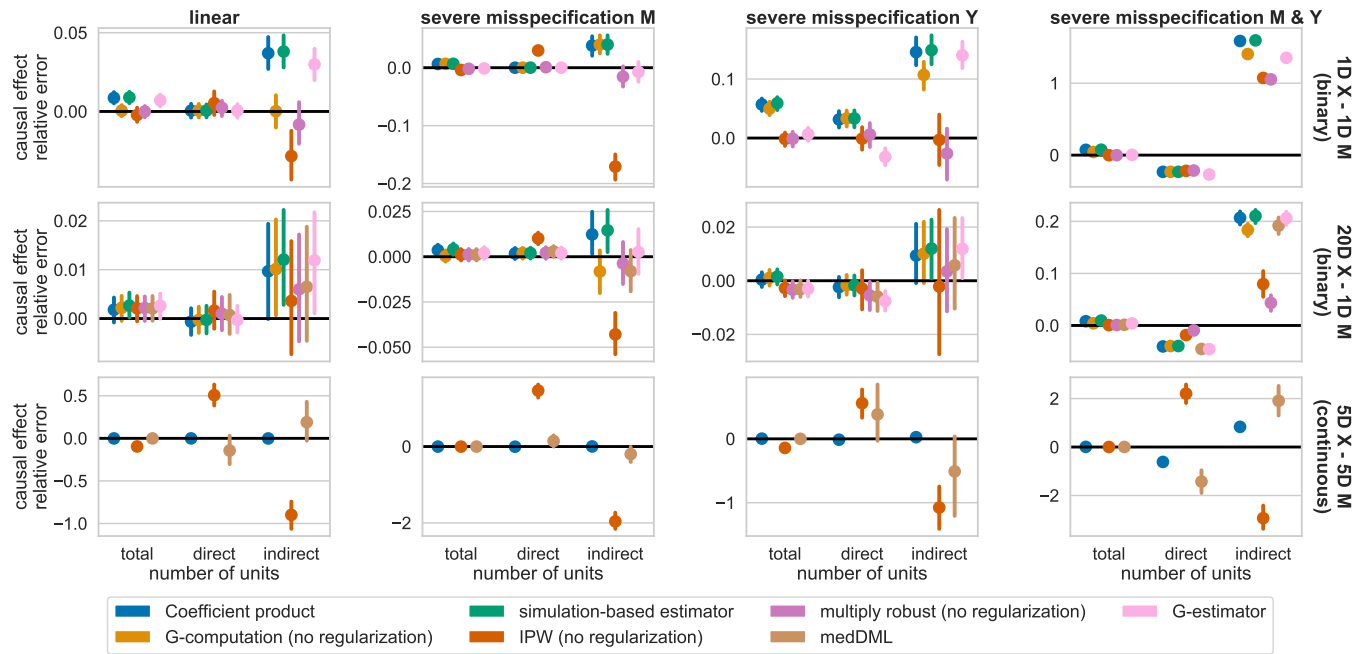 linear
severe misspecification M
severe misspecification Y
severe misspecification M & Y
causal effect
relative error
0.05
0.00
0.0
−0.1
−0.2
0.1
0.0
1
0
1D X - 1D M
(binary)
causal effect
relative error
0.02
0.01
0.00
0.025
0.000
−0.025
−0.050
0.02
0.00
−0.02
0.2
0.1
0.0
20D X - 1D M
(binary)
causal effect
relative error
0.5
0.0
−0.5
−1.0
0
−2
0
−1
2
0
−2
5D X - 5D M
(continuous)
total direct indirect
total direct indirect
total direct indirect
total direct indirect
number of units
number of units
number of units
number of units
Coefficient product
simulation-based estimator
multiply robust (no regularization)
G-estimator
G-computation (no regularization)
IPW (no regularization)
medDML